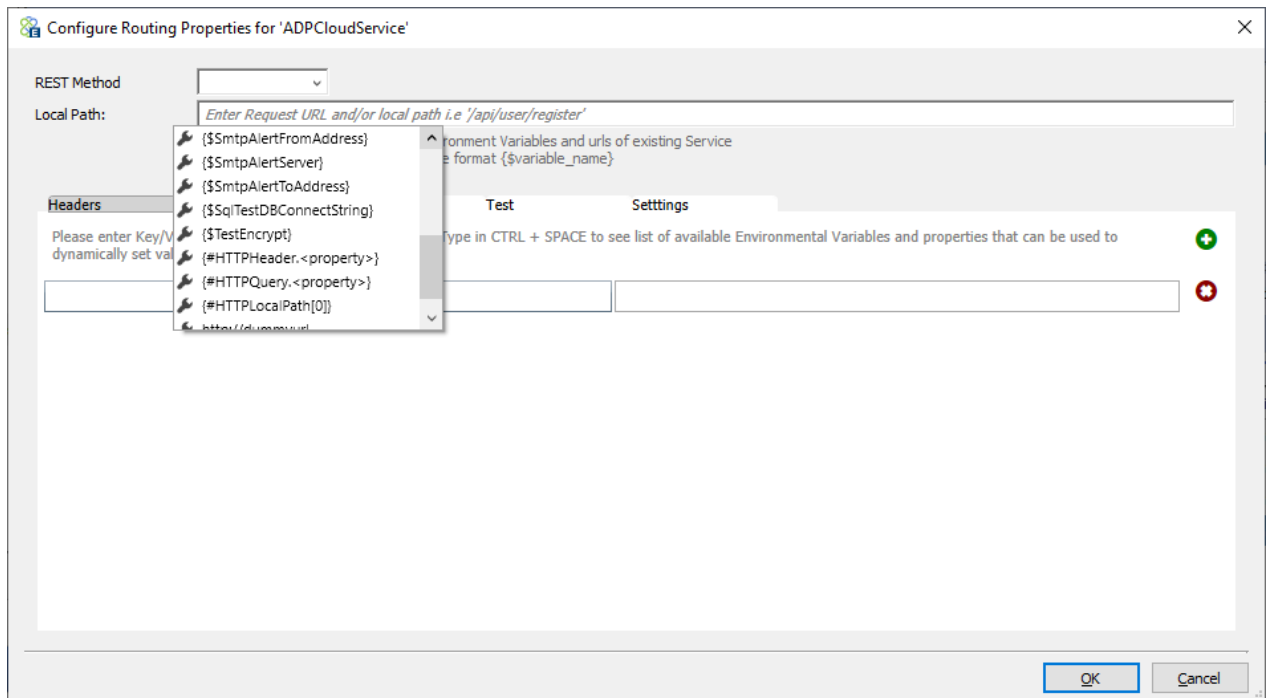 Configure Routing Properties for 'ADPCloudService'
REST Method
Local Path:
Enter Request URL and/or local path i.e '/api/user/register'
{$SmtpAlertFromAddress}
ronment Variables and urls of existing Service
{$SmtpAlertServer}
e format {$variable_name}
{$SmtpAlertToAddress}
Headers
{$SqlTestDBConnectString}
Test
Setttings
Please enter Key/V
{$TestEncrypt}
Type in CTRL + SPACE to see list of available Environmental Variables and properties that can be used to
dynamically set val
{#HTTPHeader.<property>}
{#HTTPQuery.<property>}
{#HTTPLocalPath[0]}
http://dummyurl
OK
Cancel